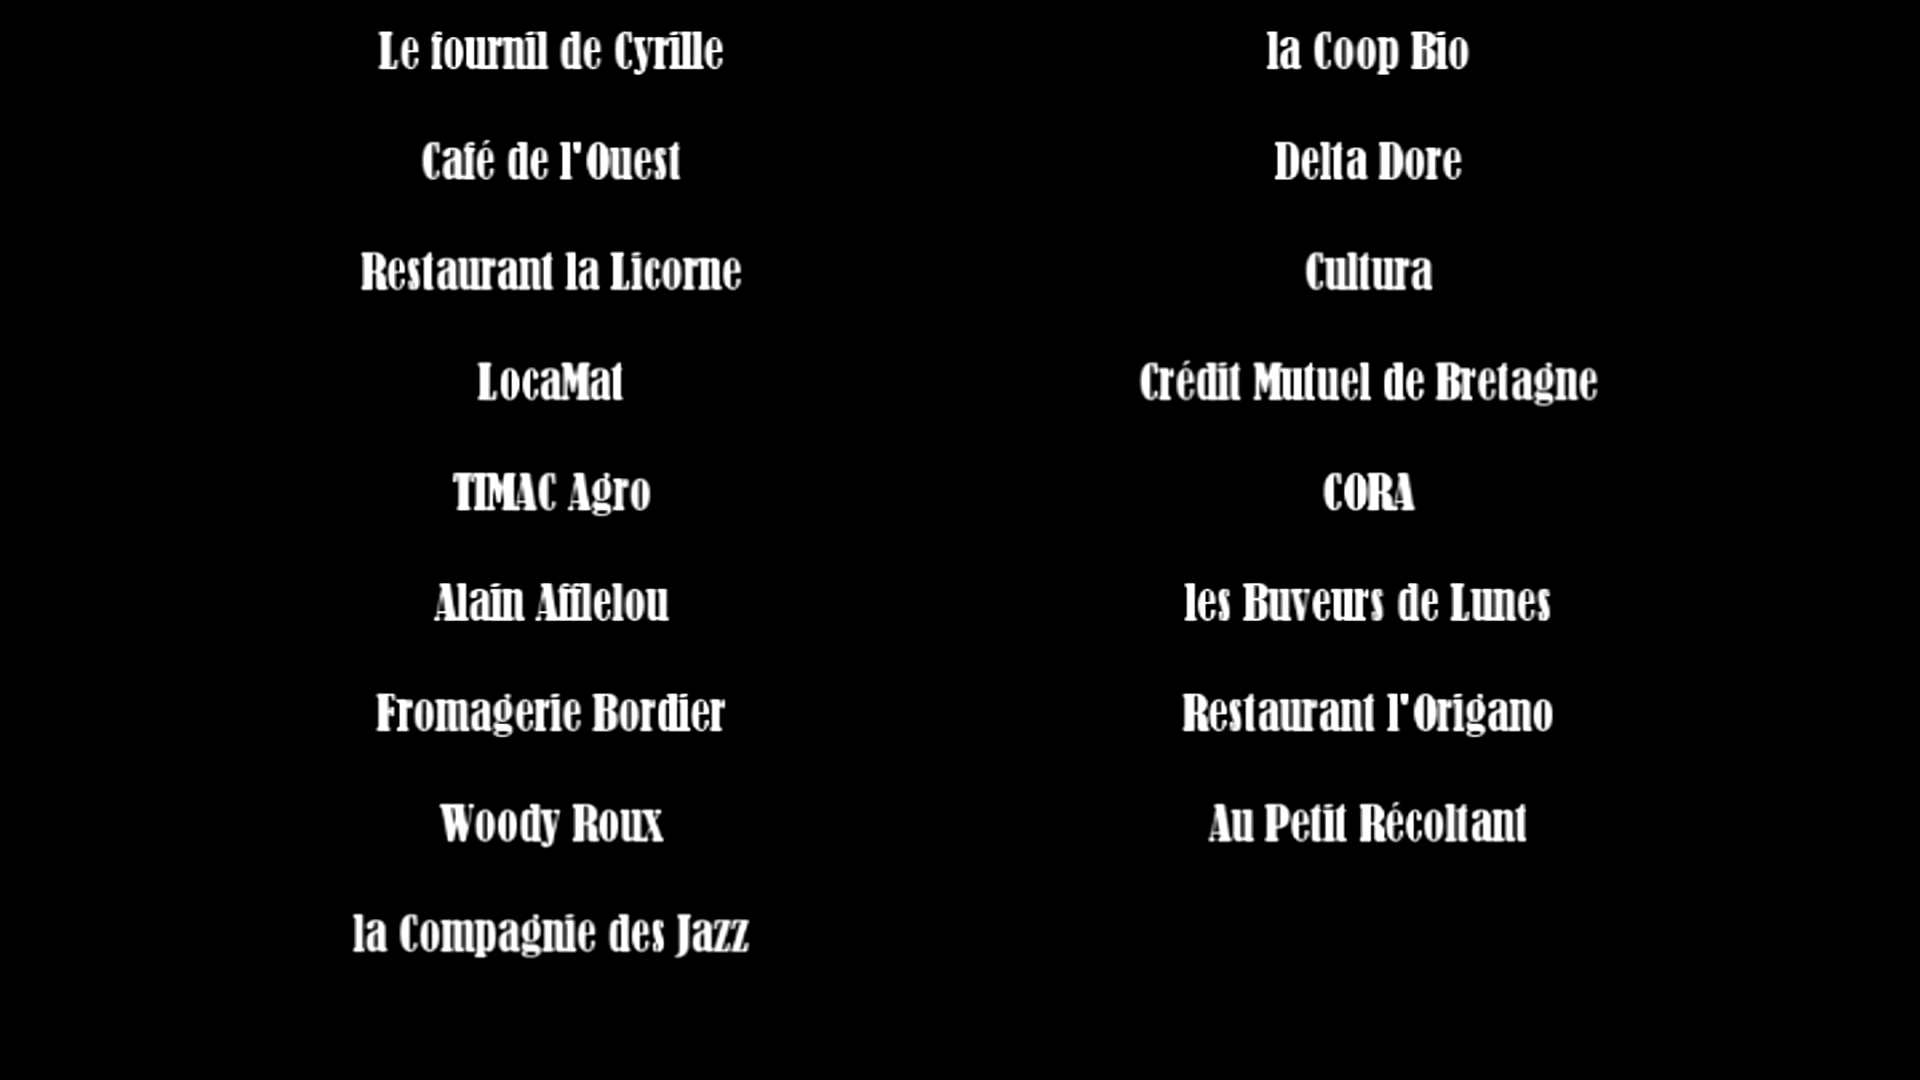 Le fournil de Cyrille
Café de l'Ouest
Restaurant la Licorne
LocaMat
TIMAC Agro
Alain Afflelou
Fromagerie Bordier
Woody Roux
la Compagnie des Jazz
la Coop Bio
Delta Dore
Cultura
Crédit Mutuel de Bretagne
CORA
les Buveurs de Lunes
Restaurant l'Origano
Au Petit Récoltant